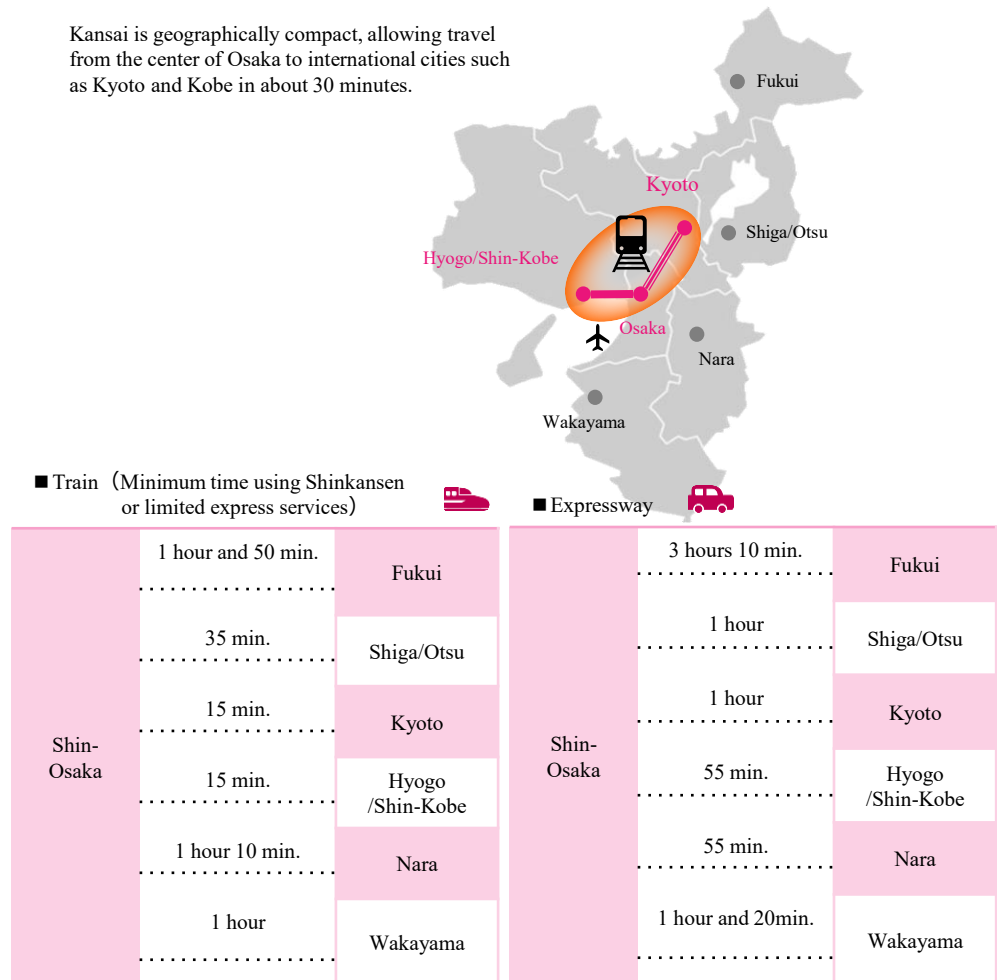 Kansai is geographically compact, allowing travel
from the center of Osaka to international cities such
as Kyoto and Kobe in about 30 minutes.
Fukui
Kyoto
Shiga/Otsu
Hyogo/Shin-Kobe
Osaka
Nara
Wakayama
■ Train（Minimum time using Shinkansen
or limited express services）
Shin-
Osaka
1 hour and 50 min.
Fukui
35 min.
Shiga/Otsu
15 min.
Kyoto
15 min.
Hyogo
/Shin-Kobe
1 hour 10 min.
Nara
1 hour
Wakayama
■ Expressway
Shin-
Osaka
3 hours 10 min.
Fukui
1 hour
Shiga/Otsu
1 hour
Kyoto
55 min.
Hyogo
/Shin-Kobe
55 min.
Nara
1 hour and 20min.
Wakayama